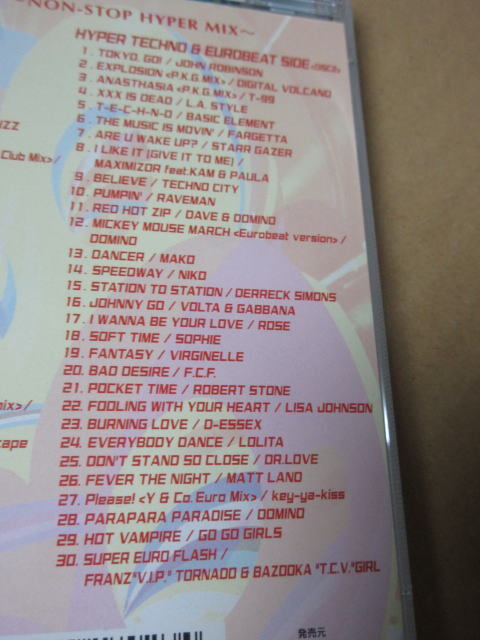 ~NON-STOP HYPER MIX~
HYPER TECHNO & EUROBEAT SIDE <DISC2>
1. TOKYO, GO! / JOHN ROBINSON
2. EXPLOSION <P.K.G.MIX> / DIGITAL VOLCANO
3. ANASTHASIA <P.K.G.MIX> / T-99
4. XXX IS DEAD / L.A. STYLE
5. T-E-C-H-N-O / BASIC ELEMENT
6. THE MUSIC IS MOVIN' / FARGETTA
7. ARE U WAKE UP? / STARR GAZER
8. I LIKE IT (GIVE IT TO ME) /
MAXIMIZOR feat.KAM & PAULA
9. BELIEVE / TECHNO CITY
10. PUMPIN' / RAVEMAN
11. RED HOT ZIP / DAVE & DOMINO
12. MICKEY MOUSE MARCH <Eurobeat version> /
DOMINO
13. DANCER / MAKO
14. SPEEDWAY / NIKO
15. STATION TO STATION / DERRECK SIMONS
16. JOHNNY GO / VOLTA & GABBANA
17. I WANNA BE YOUR LOVE / ROSE
18. SOFT TIME / SOPHIE
19. FANTASY / VIRGINELLE
20. BAD DESIRE / F.C.F.
21. POCKET TIME / ROBERT STONE
22. FOOLING WITH YOUR HEART / LISA JOHNSON
23. BURNING LOVE / D-ESSEX
24. EVERYBODY DANCE / LOLITA
25. DON'T STAND SO CLOSE / DR.LOVE
26. FEVER THE NIGHT / MATT LAND
27. Please! <Y & Co. Euro Mix> / key-ya-kiss
28. PARAPARA PARADISE / DOMINO
29. HOT VAMPIRE / GO GO GIRLS
30. SUPER EURO FLASH /
FRANZ"V.I.P." TORNADO & BAZOOKA "T.C.V."GIRL
IZZ
Club Mix> /
mix> /
cape
発売元